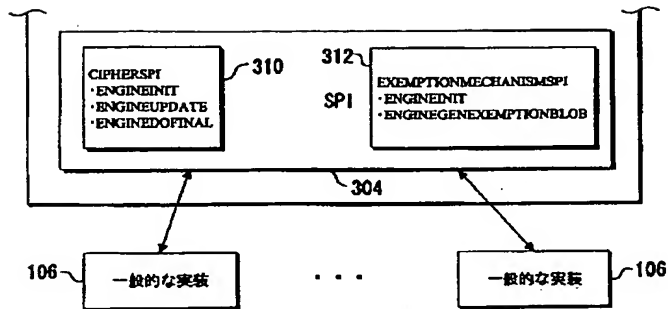 CIPHERSPI
・ENGINEINIT
・ENGINEUPDATE
・ENGINEDOFINAL
310
312
SPI
EXEMPTIONMECHANISMSPI
・ENGINEINIT
・ENGINEGENEXEMPTIONBLOB
304
106
一般的な実装
・・・
一般的な実装
106